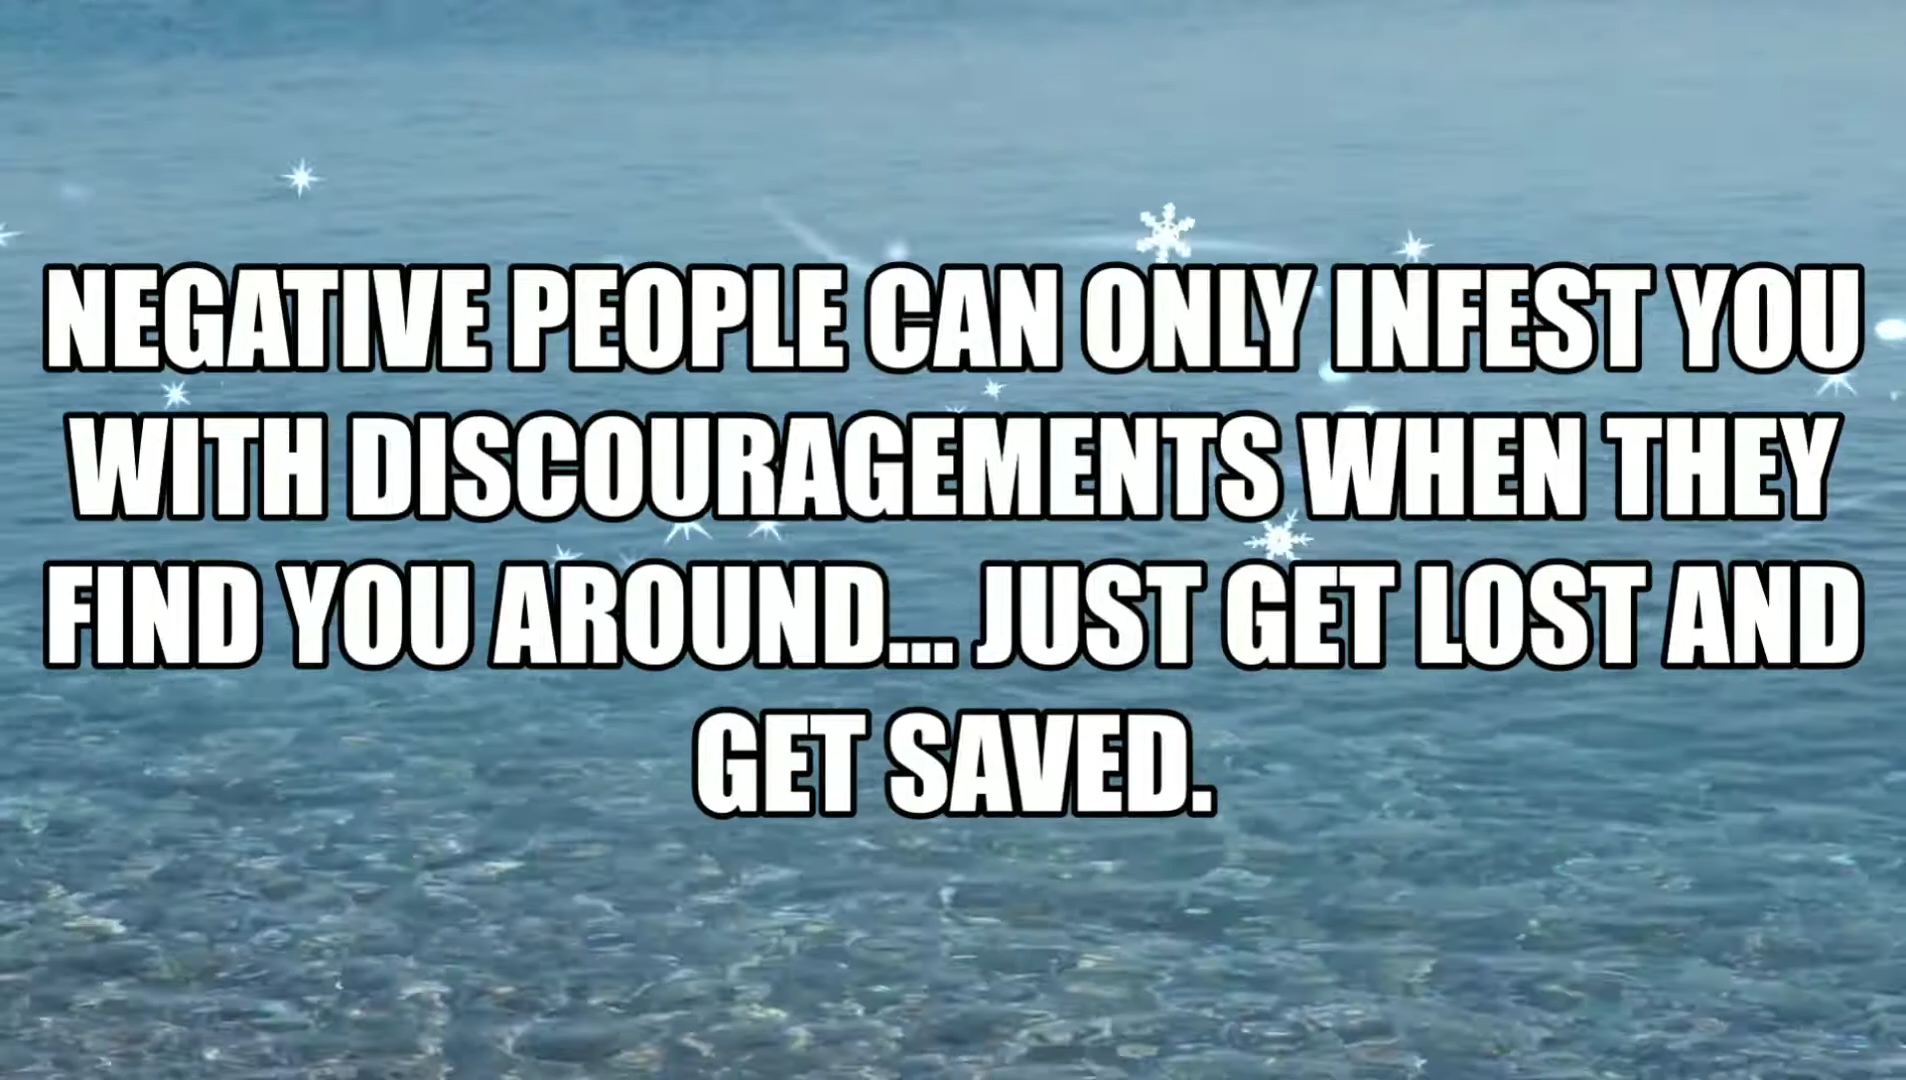 NEGATIVE PEOPLE CAN ONLY INFEST YOU
WITH DISCOURAGEMENTS WHEN THEY
FIND YOU AROUND... JUST GET LOST AND
GET SAVED.